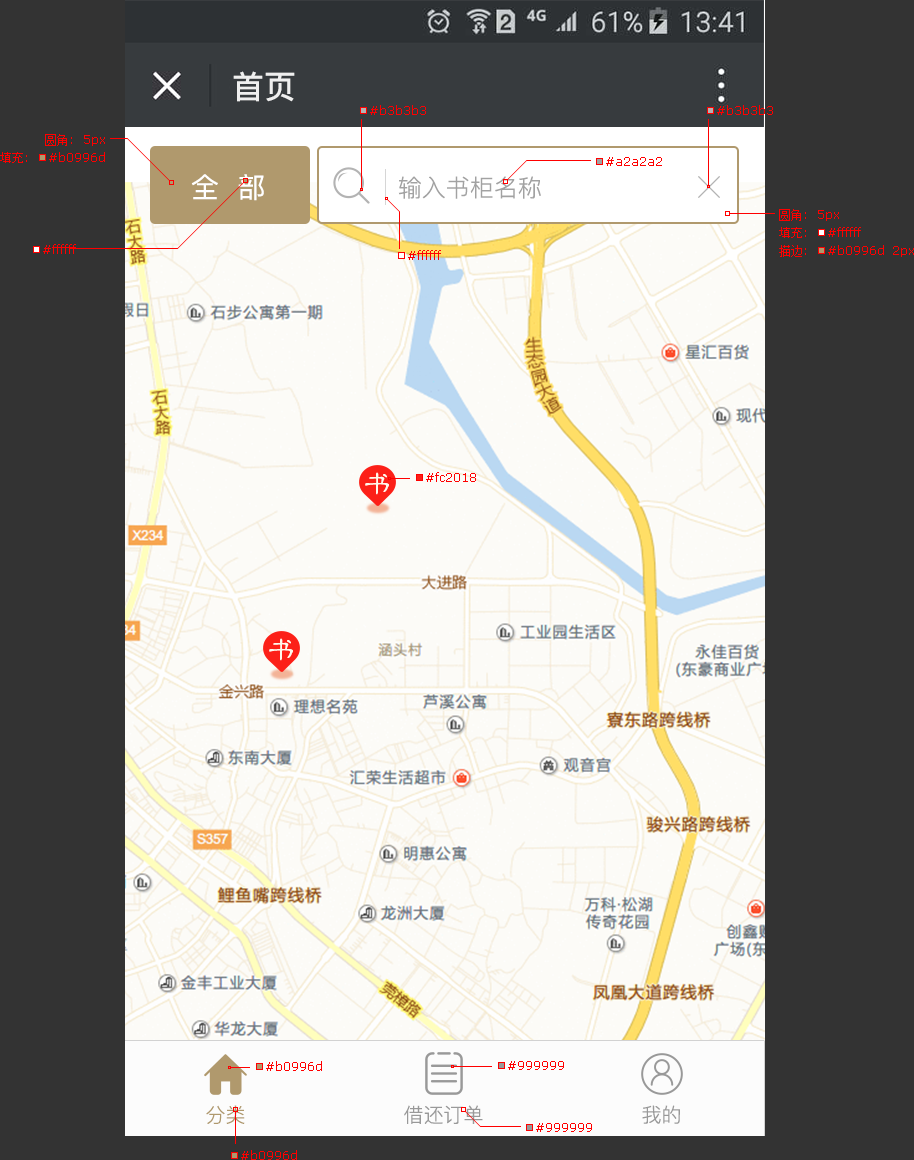 4G 61% 13:41
首页
#b3b3b3
#b3b3b3
圆角: 5px
填充: #b0996d
全 部
输入书柜名称
#a2a2a2
圆角: 5px
填充: #ffffff
描边: #b0996d 2px
#ffffff
#ffffff
石大路
假日
石步公寓第一期
生态园大道
星汇百货
石大路
现代
书
#fc2018
X234
大进路
34
工业园生活区
书
涵头村
永佳百货
(东豪商业广场
金兴路
理想名苑
芦溪公寓
寮东路跨线桥
东南大厦
汇荣生活超市
观音宫
骏兴路跨线桥
S357
明惠公寓
鲤鱼嘴跨线桥
龙洲大厦
万科·松湖
传奇花园
创鑫
广场(东
金丰工业大厦
莞樟路
凤凰大道跨线桥
华龙大厦
#b0996d
#999999
分类
借还订单
我的
#999999
#b0996d